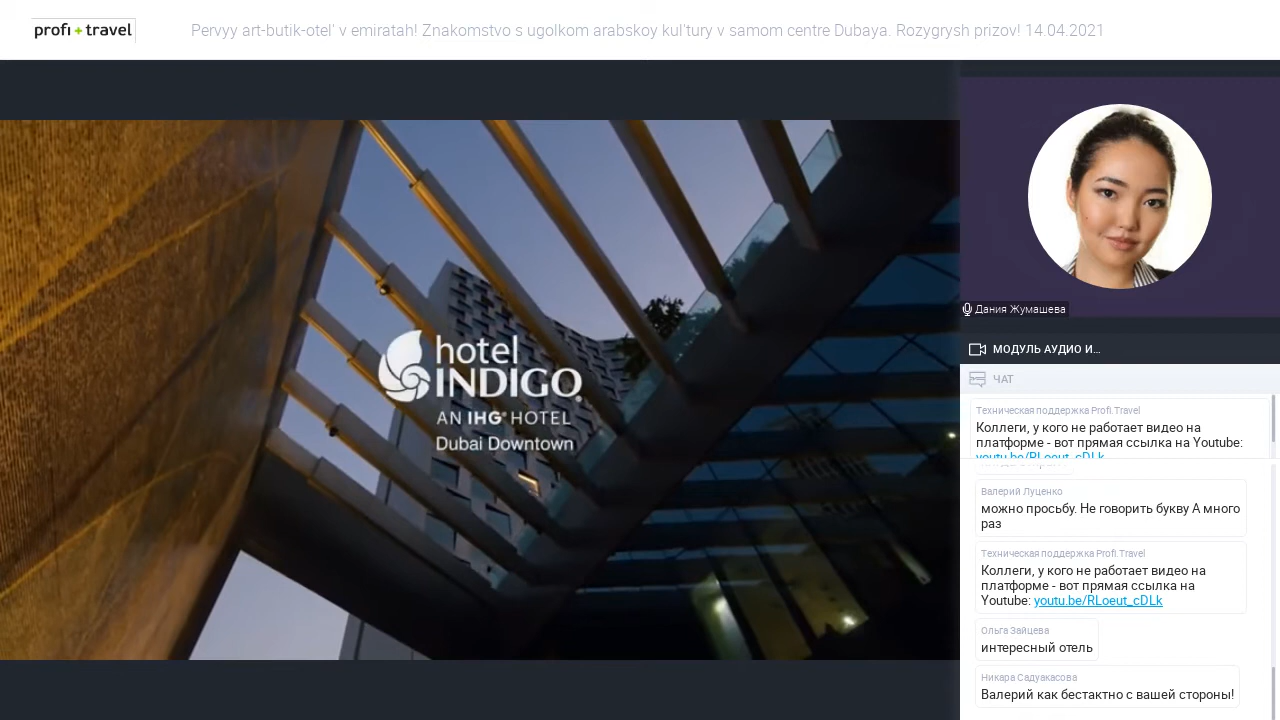 profi + travel
Pervyy art-butik-otel' v emiratah! Znakomstvo s ugolkom arabskoy kul'tury v samom centre Dubaya. Rozygrysh prizov! 14.04.2021
hotel
INDIGO
AN IHG® HOTEL
Dubai Downtown
Дания Жумашева
МОДУЛЬ АУДИО И...
ЧАТ
Техническая поддержка Profi.Travel
Коллеги, у кого не работает видео на
платформе - вот прямая ссылка на Youtube:
youtu.be/RLoeut_cDLk
Валерий Луценко
можно просьбу. Не говорить букву А много
раз
Техническая поддержка Profi.Travel
Коллеги, у кого не работает видео на
платформе - вот прямая ссылка на
Youtube: youtu.be/RLoeut_cDLk
Ольга Зайцева
интересный отель
Никара Садуакасова
Валерий как бестактно с вашей стороны!